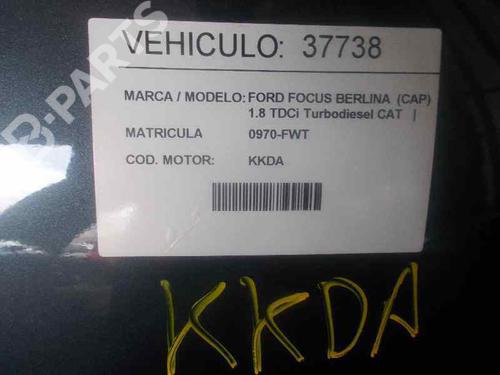 VEHICULO: 37738
MARCA / MODELO: FORD FOCUS BERLINA (CAP)
1.8 TDCi Turbodiesel CAT |
MATRICULA 0970-FWT
COD. MOTOR: KKDA
KKDA
B-PARTS